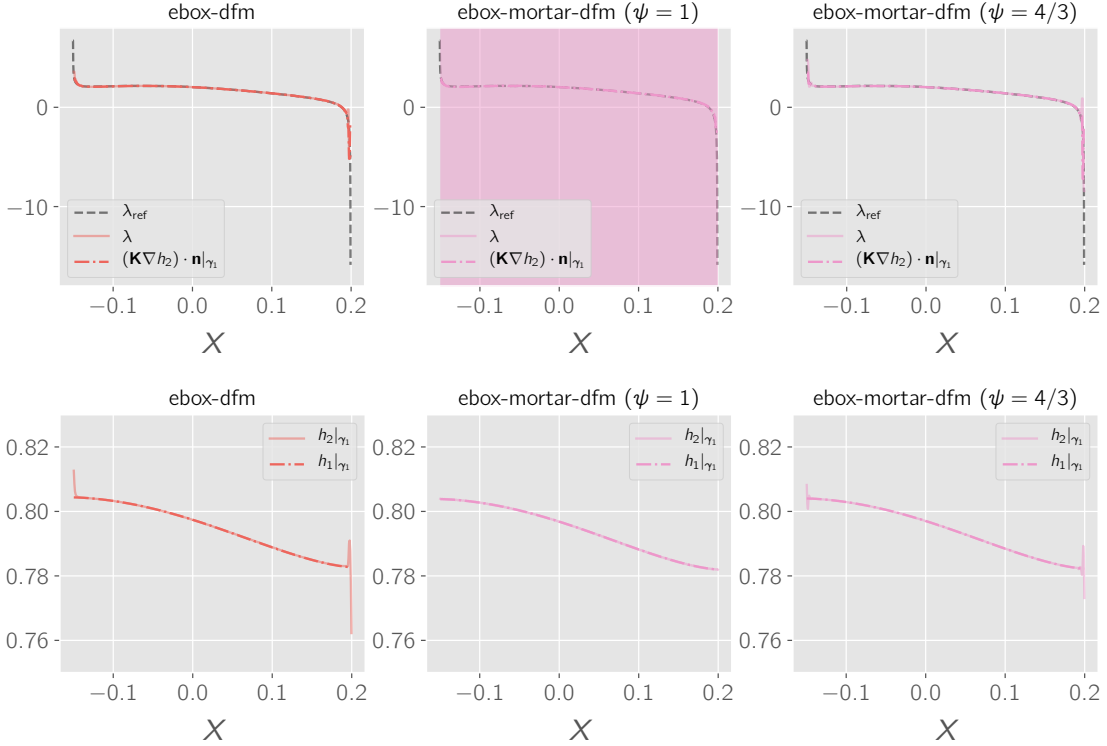 ebox-dfm
ebox-mortar-dfm (ψ = 1)
ebox-mortar-dfm (ψ = 4/3)
0
−10
λref
λ
(K∇h₂) · n|γ₁
−0.1 0.0 0.1 0.2
X
λref
λ
(K∇h₂) · n|γ₁
−0.1 0.0 0.1 0.2
X
0
−10
λref
λ
(K∇h₂) · n|γ₁
−0.1 0.0 0.1 0.2
X
0
−10
ebox-dfm
ebox-mortar-dfm (ψ = 1)
ebox-mortar-dfm (ψ = 4/3)
0.82
0.80
0.78
0.76
h₂|γ₁
h₁|γ₁
−0.1 0.0 0.1 0.2
X
0.82
0.80
0.78
0.76
h₂|γ₁
h₁|γ₁
−0.1 0.0 0.1 0.2
X
0.82
0.80
0.78
0.76
h₂|γ₁
h₁|γ₁
−0.1 0.0 0.1 0.2
X